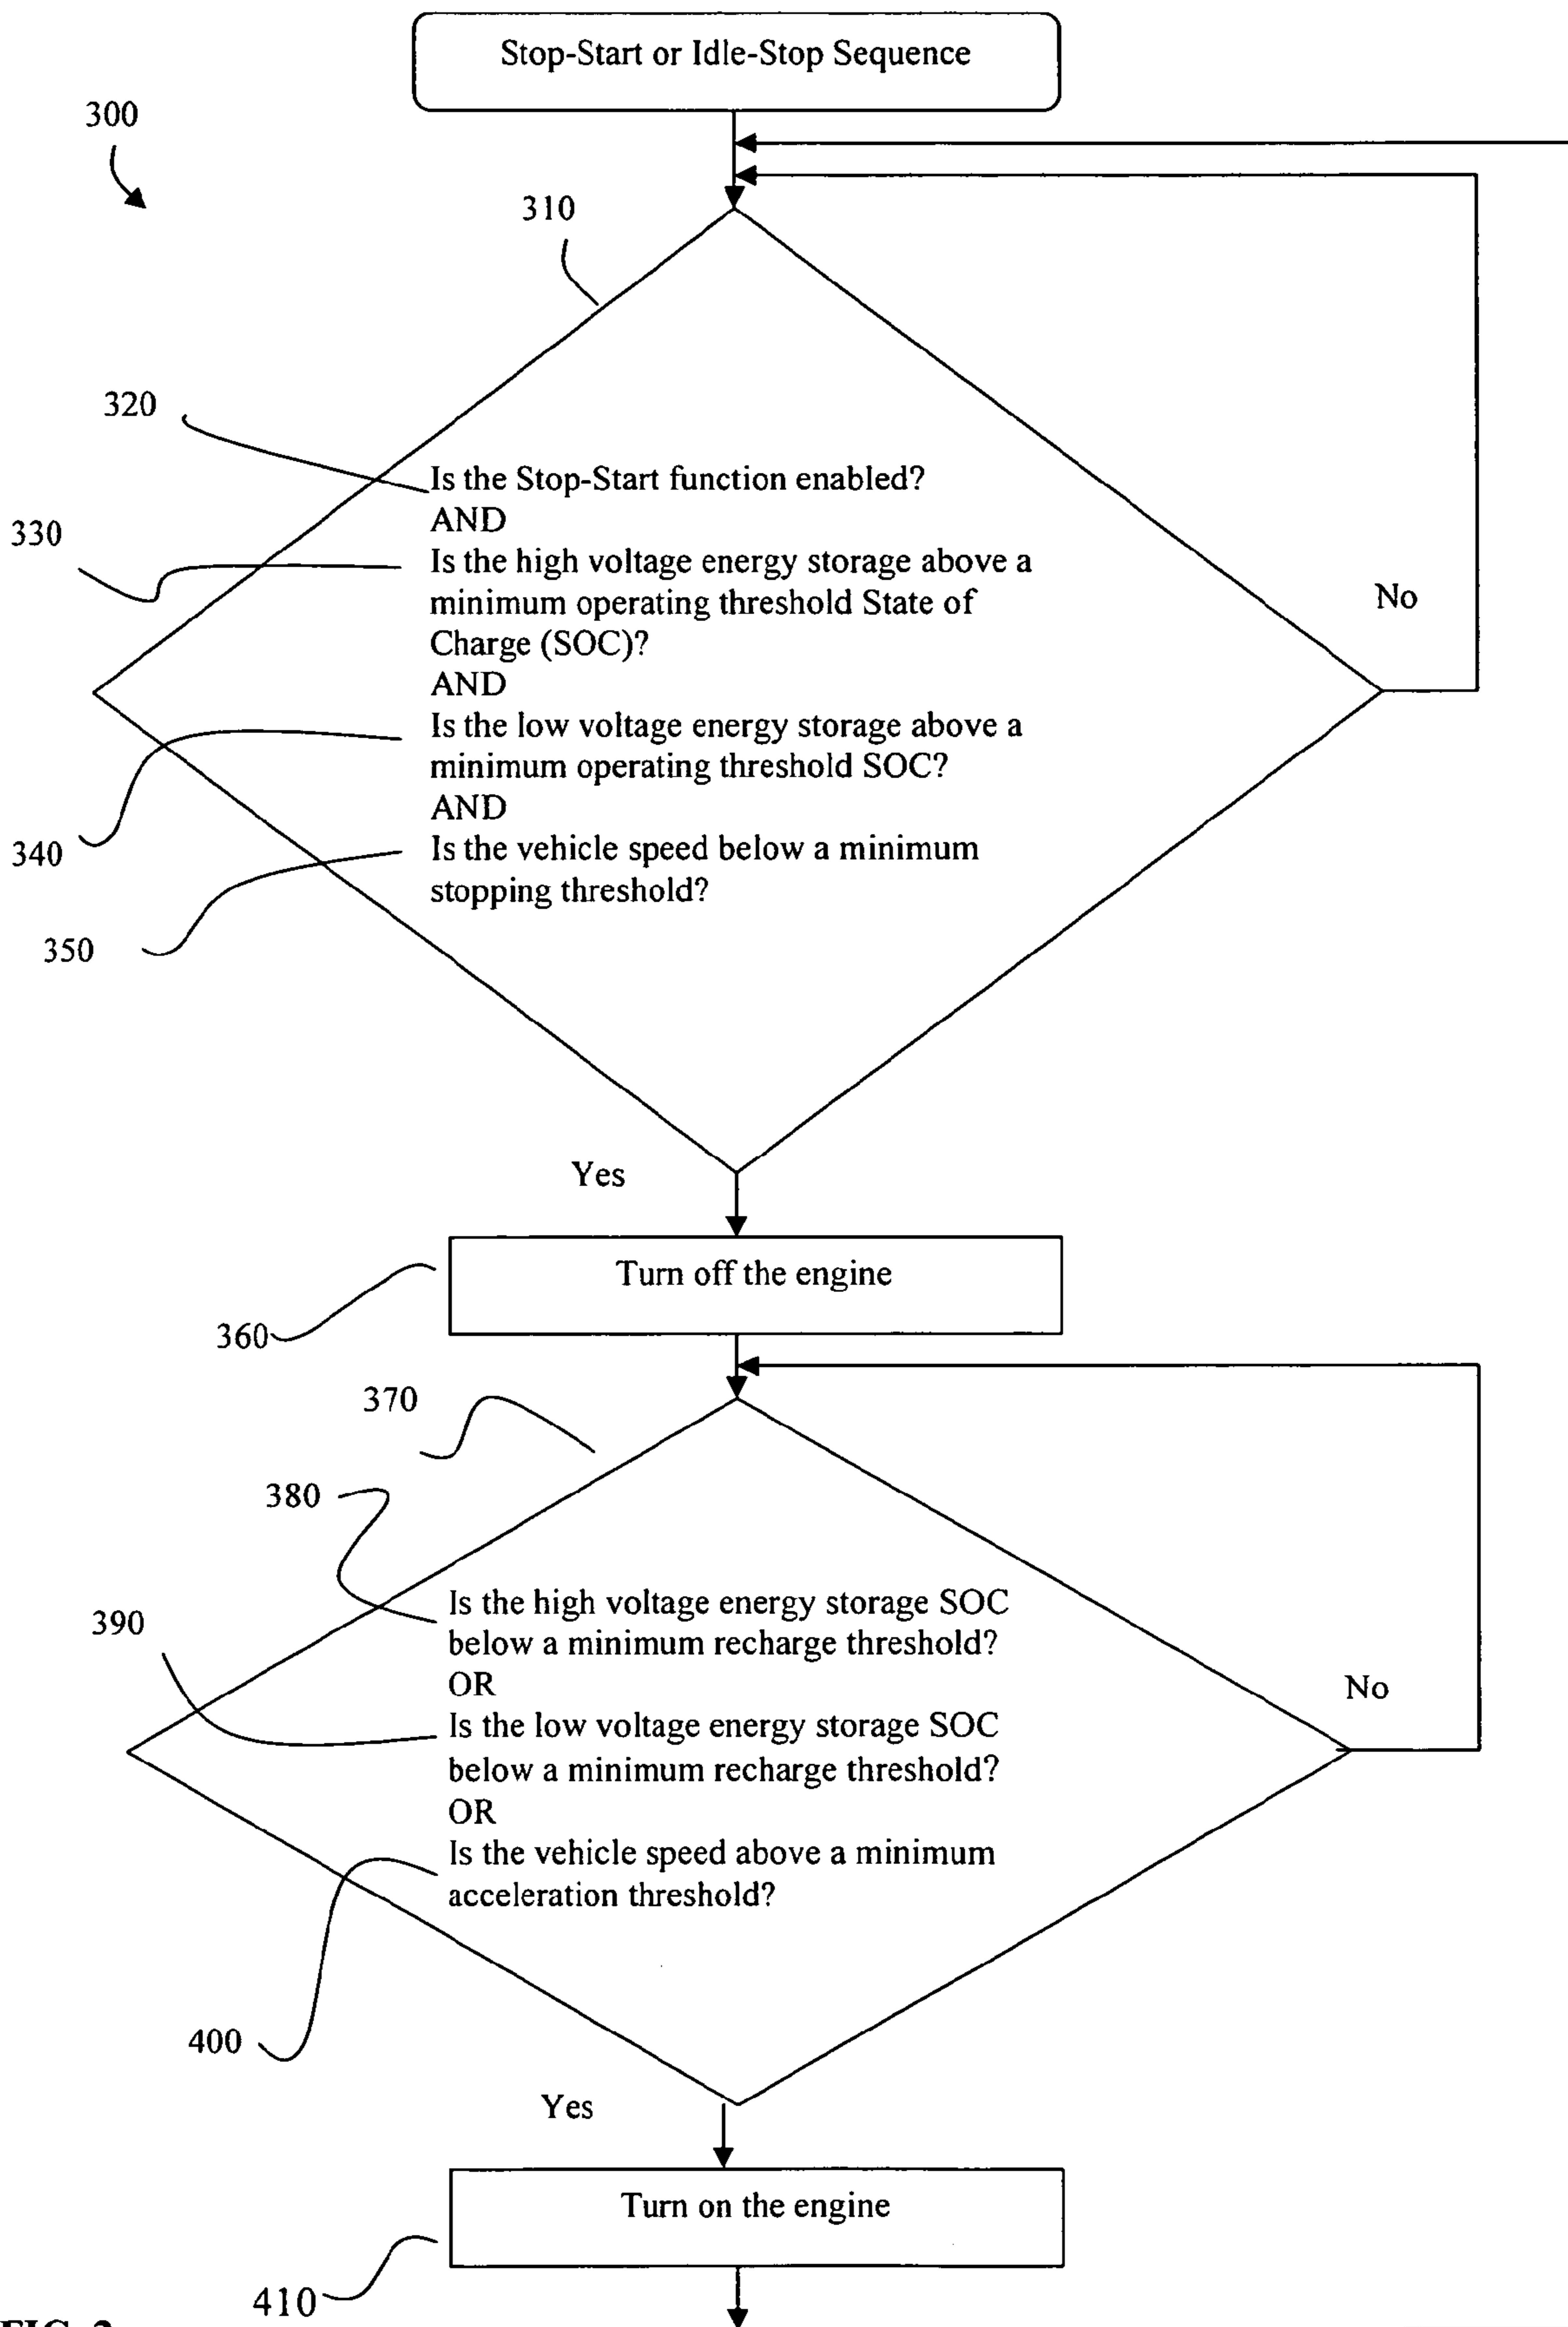 Stop-Start or Idle-Stop Sequence
300
310
320
Is the Stop-Start function enabled?
AND
330
Is the high voltage energy storage above a
minimum operating threshold State of
Charge (SOC)?
No
AND
Is the low voltage energy storage above a
minimum operating threshold SOC?
AND
340
Is the vehicle speed below a minimum
stopping threshold?
350
Yes
Turn off the engine
360
370
380
Is the high voltage energy storage SOC
below a minimum recharge threshold?
390
OR
No
Is the low voltage energy storage SOC
below a minimum recharge threshold?
OR
Is the vehicle speed above a minimum
acceleration threshold?
400
Yes
Turn on the engine
410